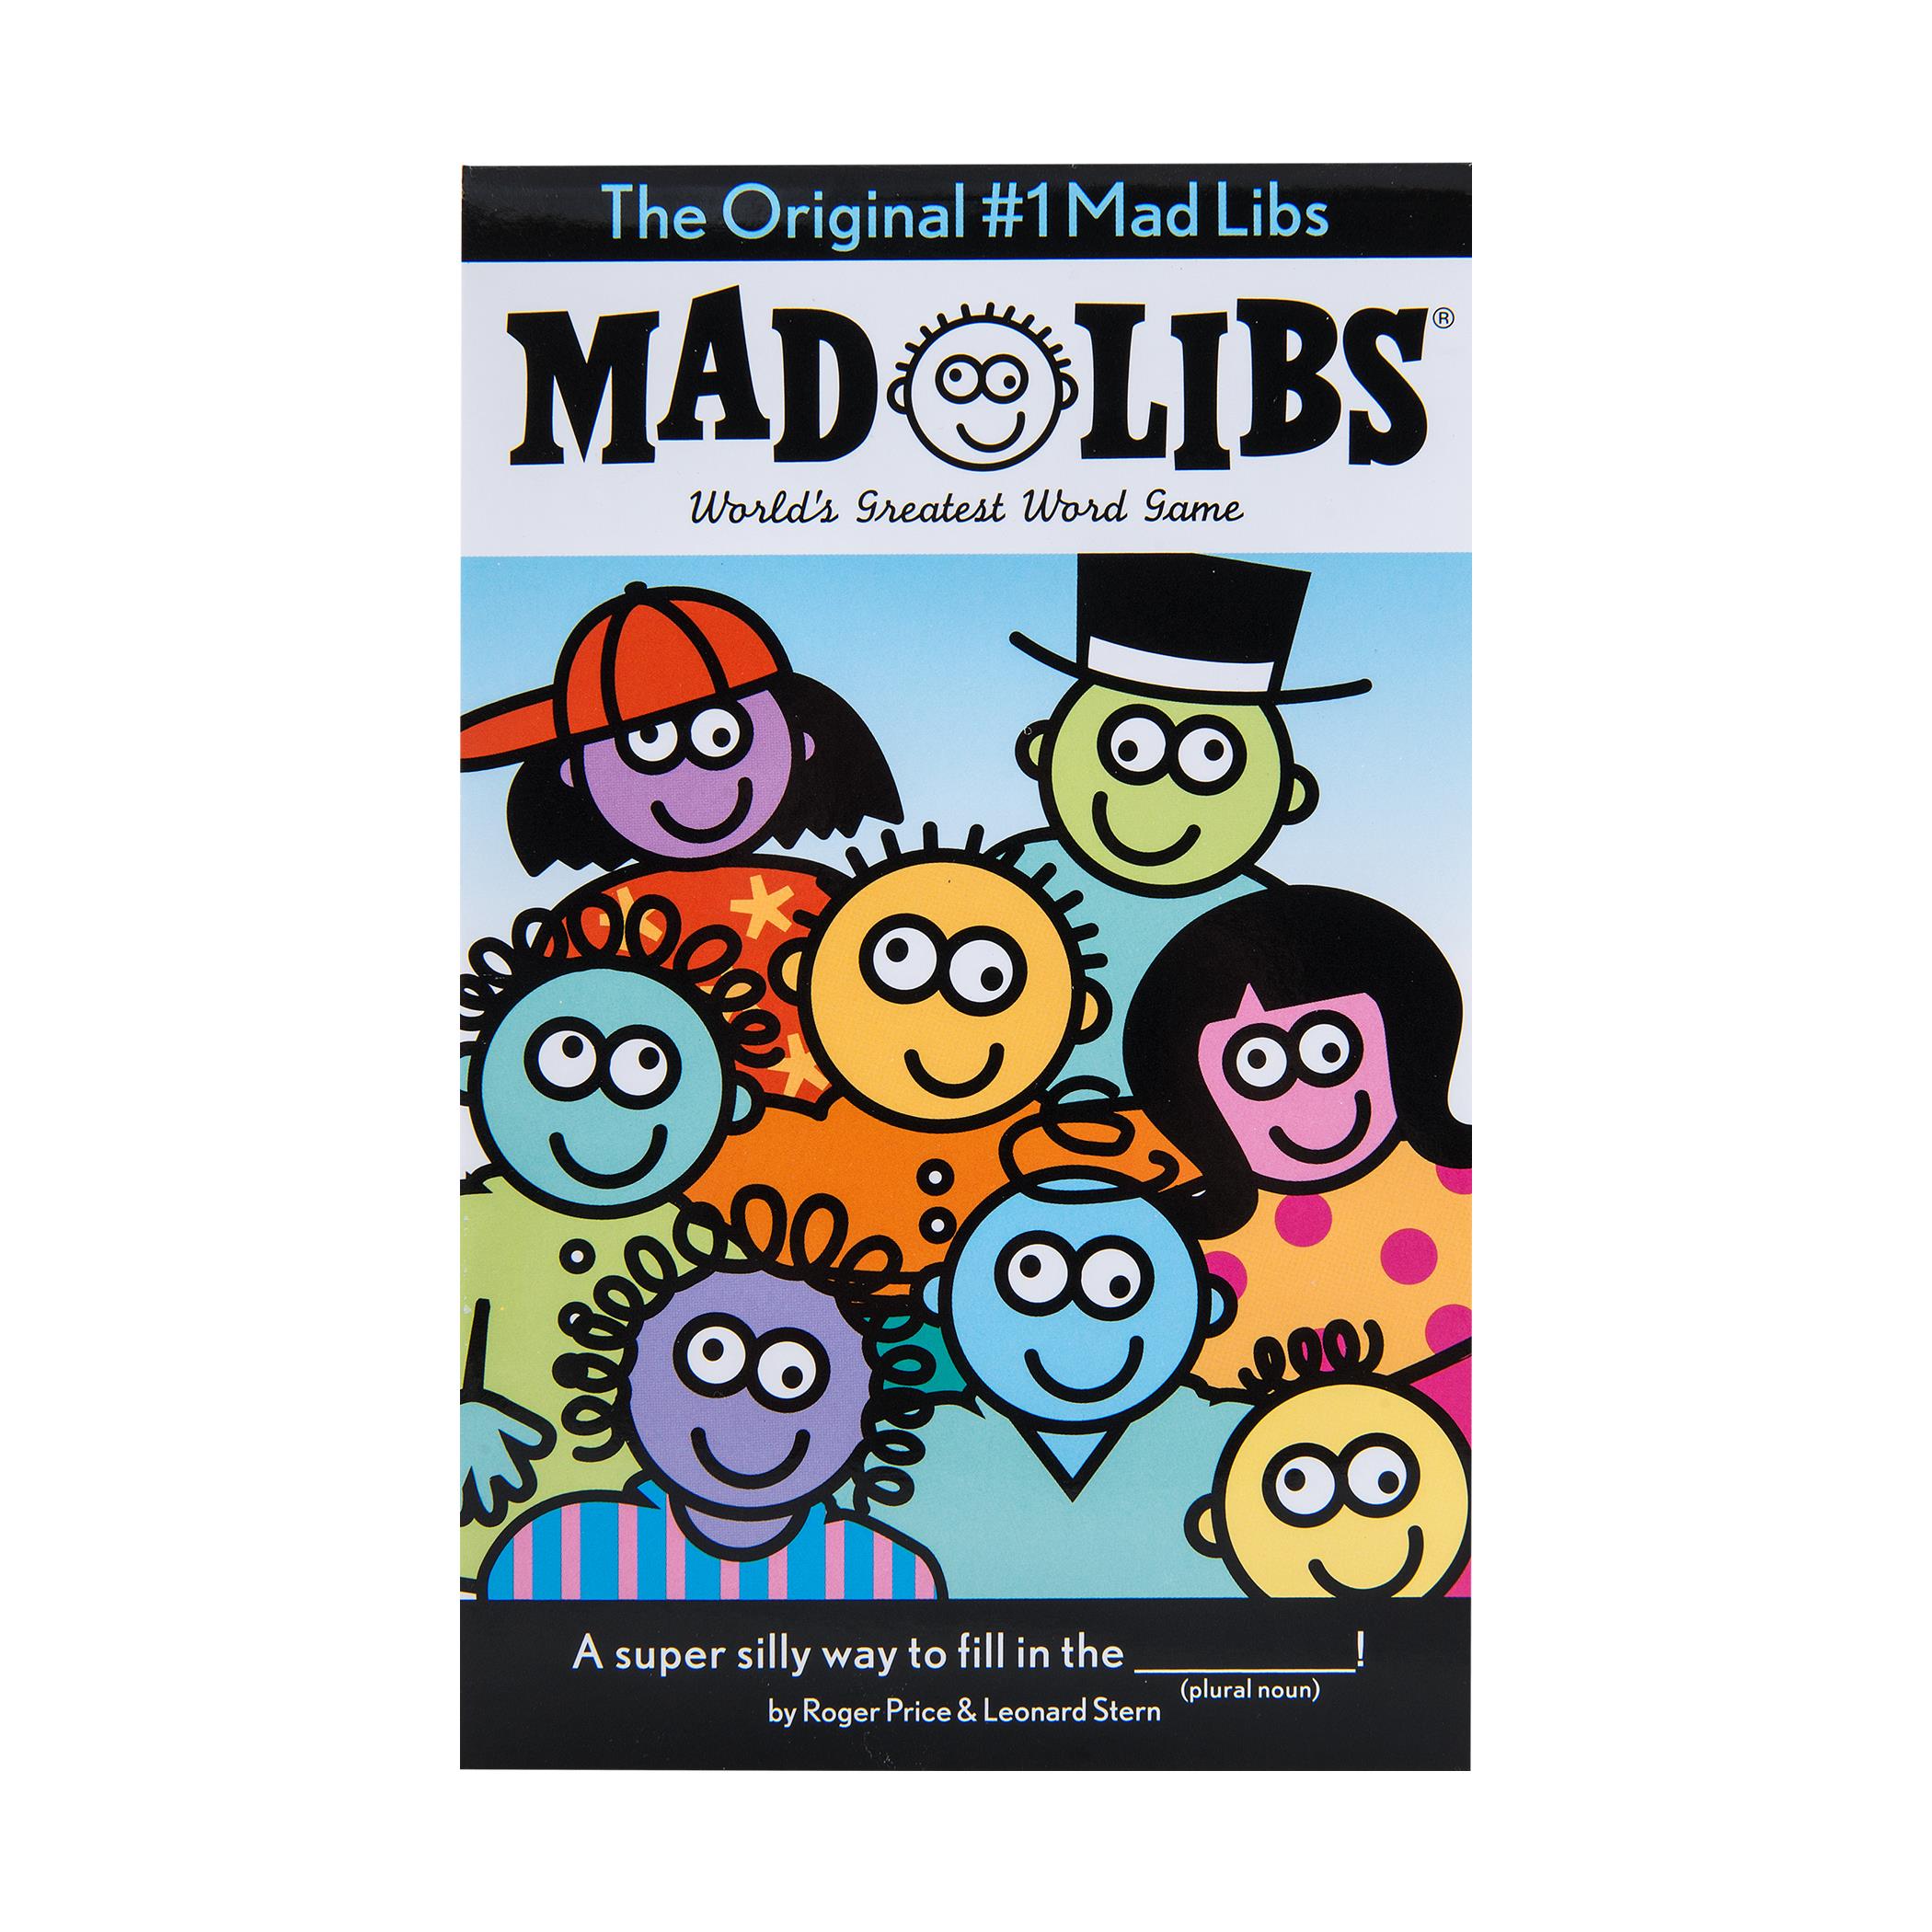 The Original #1 Mad Libs
MAD LIBS®
World's Greatest Word Game
A super silly way to fill in the __________!
(plural noun)
by Roger Price & Leonard Stern